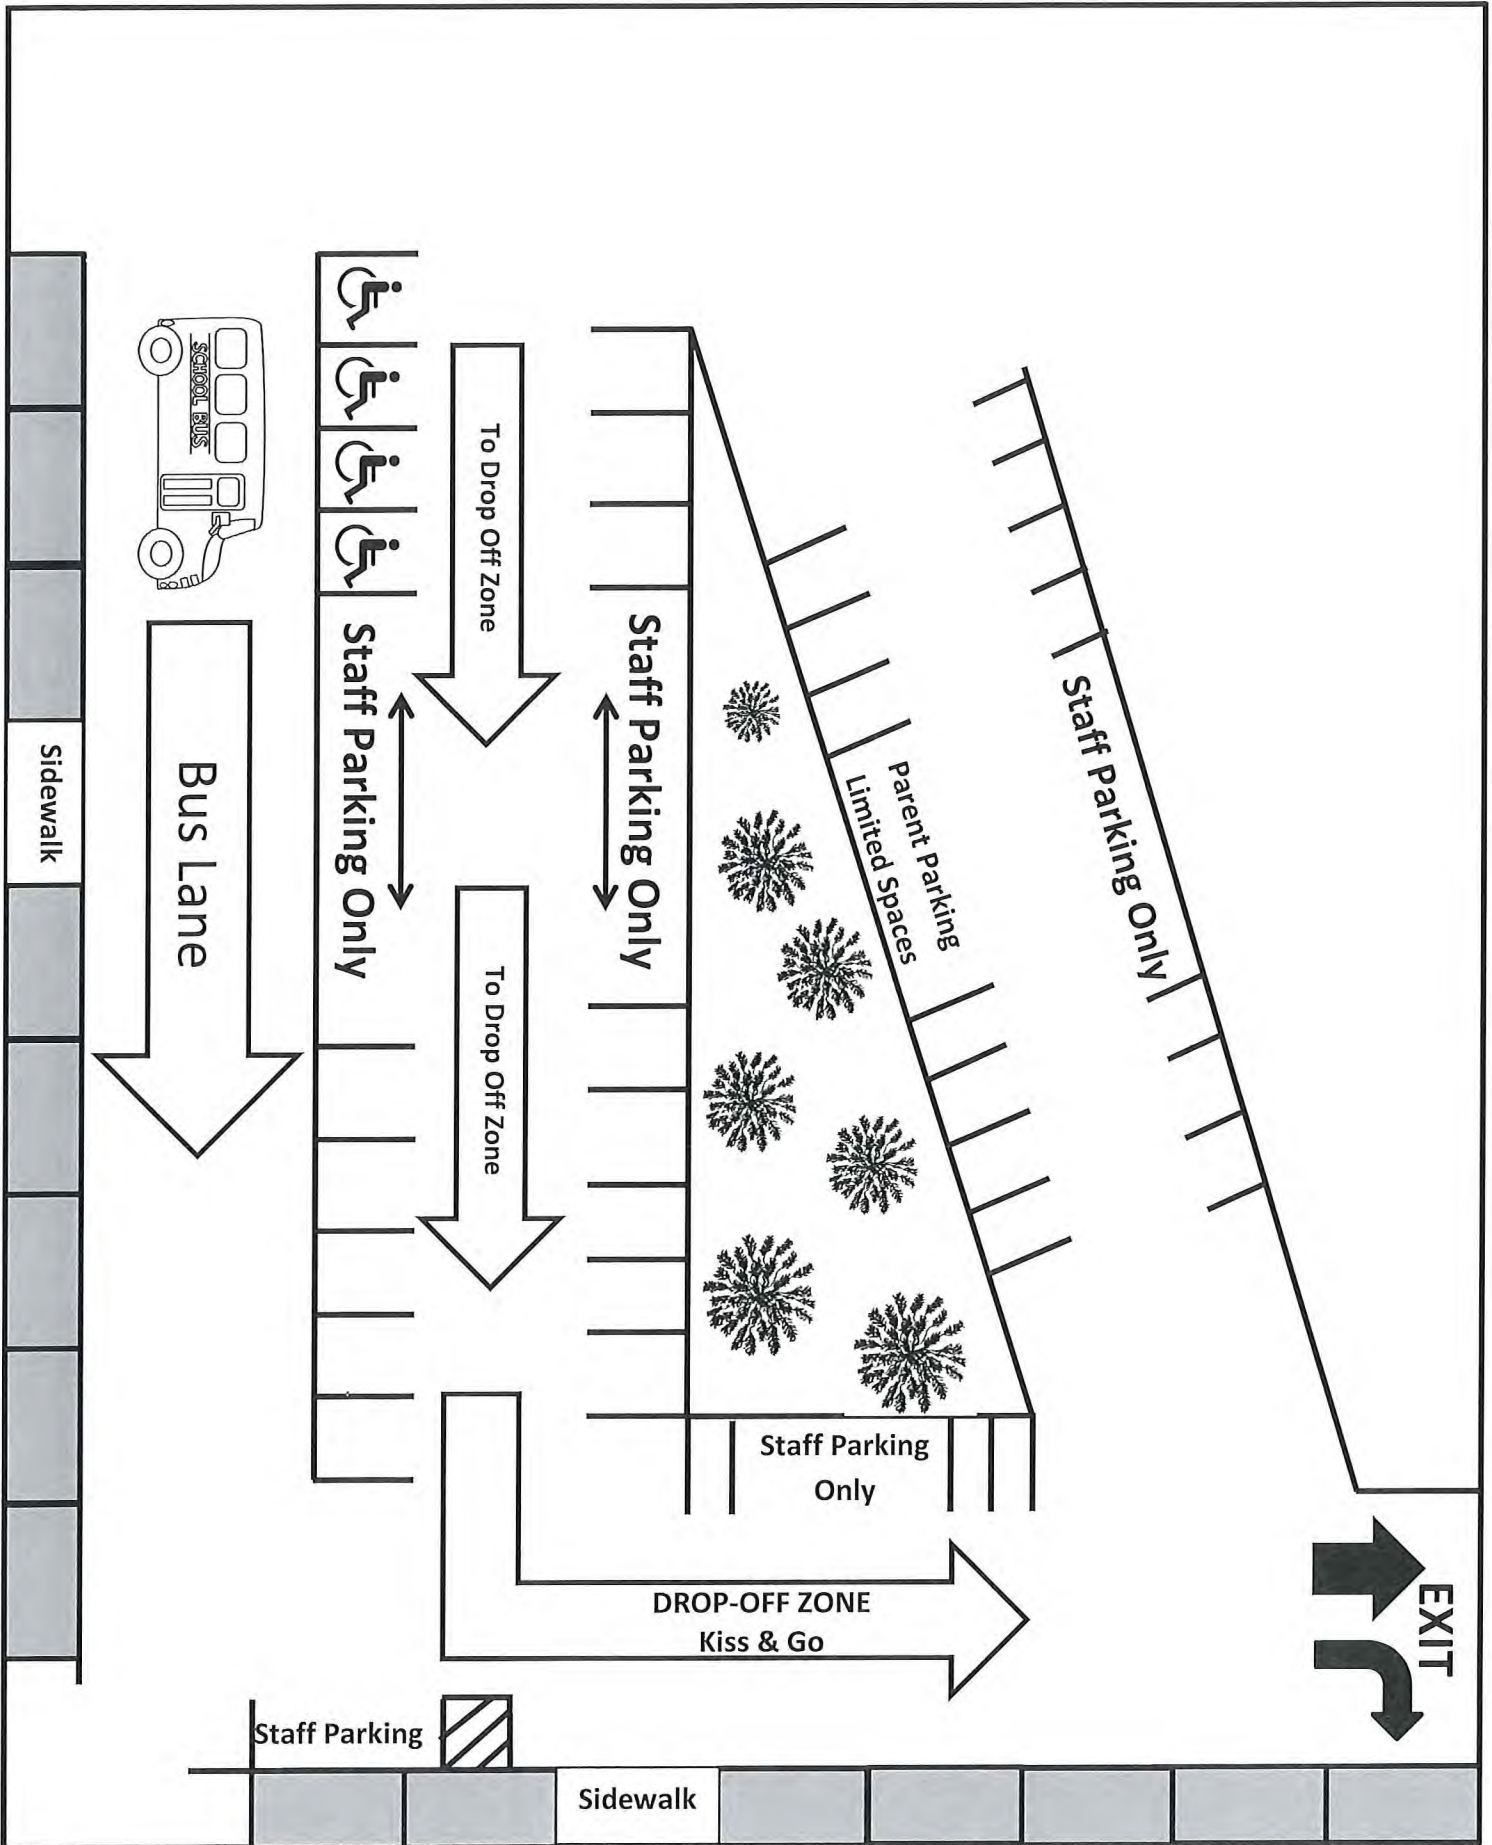 SCHOOL BUS
To Drop Off Zone
Staff Parking Only
Staff Parking Only
Staff Parking Only
Sidewalk
Bus Lane
Parent Parking
Limited Spaces
To Drop Off Zone
Staff Parking
Only
DROP-OFF ZONE
Kiss & Go
EXIT
Staff Parking
Sidewalk